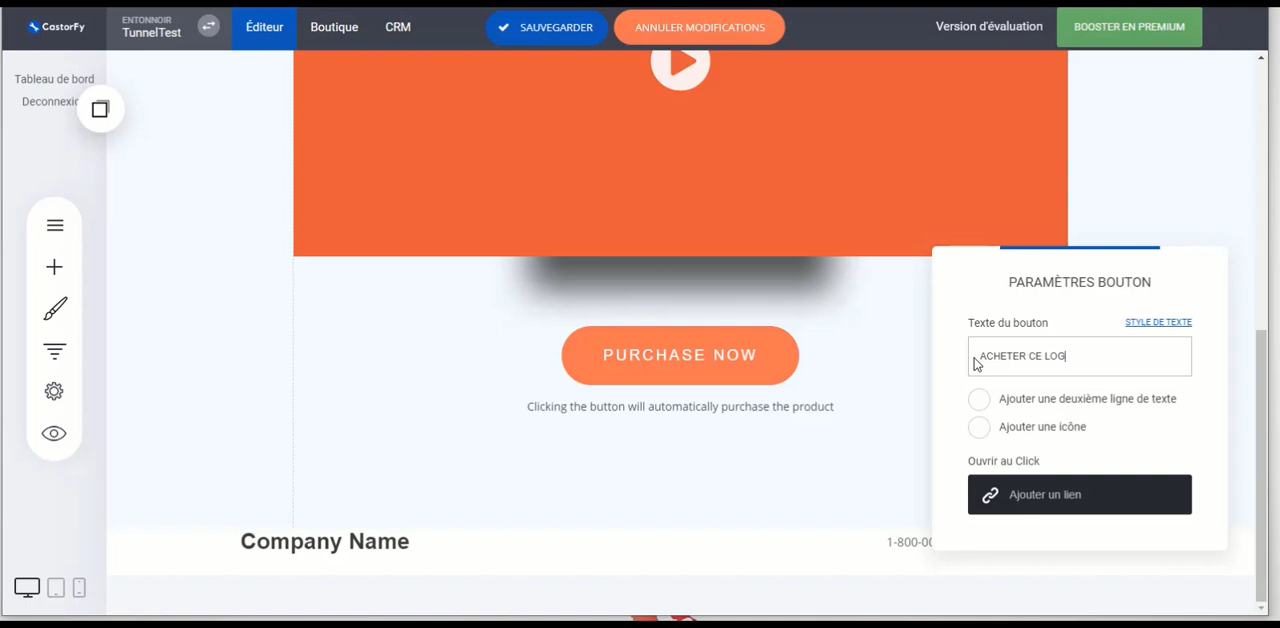 CastorFy
ENTONNOIR
TunnelTest
Éditeur
Boutique
CRM
SAUVEGARDER
ANNULER MODIFICATIONS
Version d'évaluation
BOOSTER EN PREMIUM
Tableau de bord
Deconnexio
PARAMÈTRES BOUTON
Texte du bouton
STYLE DE TEXTE
PURCHASE NOW
ACHETER CE LOG
Clicking the button will automatically purchase the product
Ajouter une deuxième ligne de texte
Ajouter une icône
Ouvrir au Click
Ajouter un lien
Company Name
1-800-00